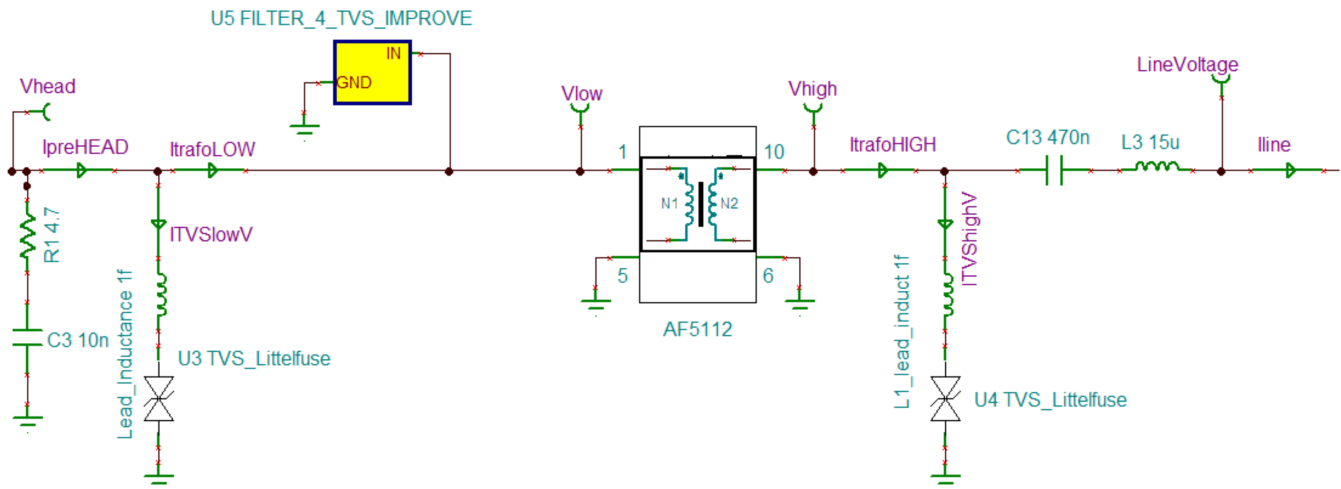 U5 FILTER_4_TVS_IMPROVE
IN
GND
Vhead
IpreHEAD
ItrafoLOW
Vlow
Vhigh
ItrafoHIGH
C13 470n
L3 15u
LineVoltage
Iline
1
10
N1
N2
5
6
AF5112
R1 4.7
C3 10n
ITVSlowV
Lead_Inductance 1f
U3 TVS_Littelfuse
ITVShighV
L1_lead_induct 1f
U4 TVS_Littelfuse